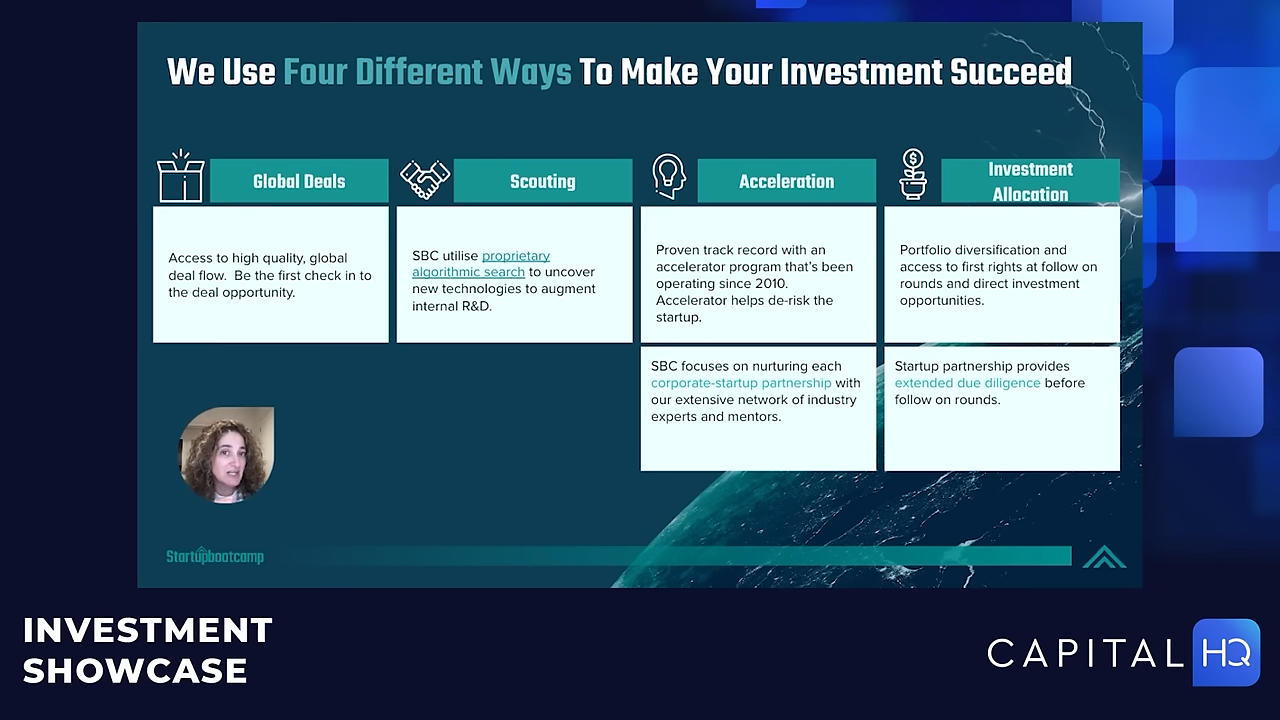 We Use Four Different Ways To Make Your Investment Succeed
Global Deals
Access to high quality, global
deal flow. Be the first check in to
the deal opportunity.
Scouting
SBC utilise proprietary
algorithmic search to uncover
new technologies to augment
internal R&D.
Acceleration
Proven track record with an
accelerator program that's been
operating since 2010.
Accelerator helps de-risk the
startup.
SBC focuses on nurturing each
corporate-startup partnership with
our extensive network of industry
experts and mentors.
Investment
Allocation
Portfolio diversification and
access to first rights at follow on
rounds and direct investment
opportunities.
Startup partnership provides
extended due diligence before
follow on rounds.
Startupbootcamp
INVESTMENT
SHOWCASE
CAPITAL HQ